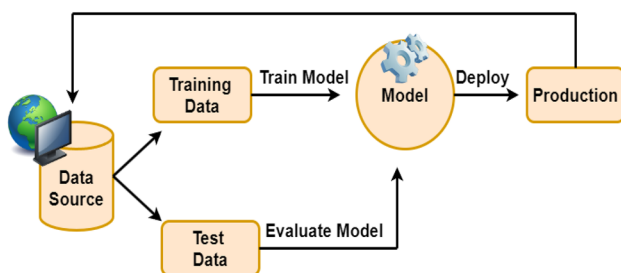 Training
Data
Train Model
Model
Deploy
Production
Data
Source
Test
Data
Evaluate Model